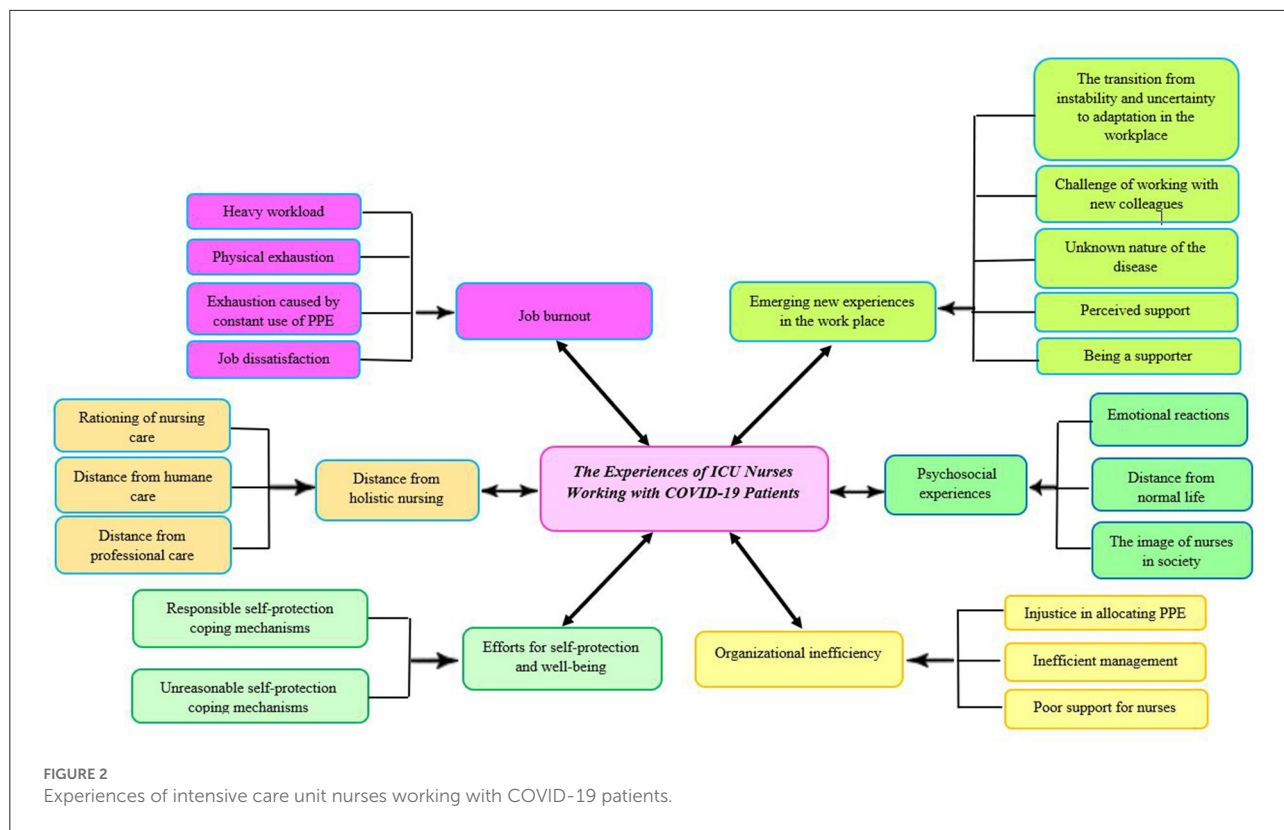 The transition from
instability and uncertainty
to adaptation in the
workplace
Challenge of working with
new colleagues
Unknown nature of the
disease
Perceived support
Being a supporter
Emerging new experiences
in the work place
Heavy workload
Physical exhaustion
Exhaustion caused by
constant use of PPE
Job dissatisfaction
Job burnout
Rationing of nursing
care
Distance from humane
care
Distance from
professional care
Distance from
holistic nursing
The Experiences of ICU Nurses
Working with COVID-19 Patients
Psychosocial
experiences
Emotional reactions
Distance from
normal life
The image of nurses
in society
Responsible self-protection
coping mechanisms
Unreasonable self-protection
coping mechanisms
Efforts for self-protection
and well-being
Organizational inefficiency
Injustice in allocating PPE
Inefficient management
Poor support for nurses
FIGURE 2
Experiences of intensive care unit nurses working with COVID-19 patients.